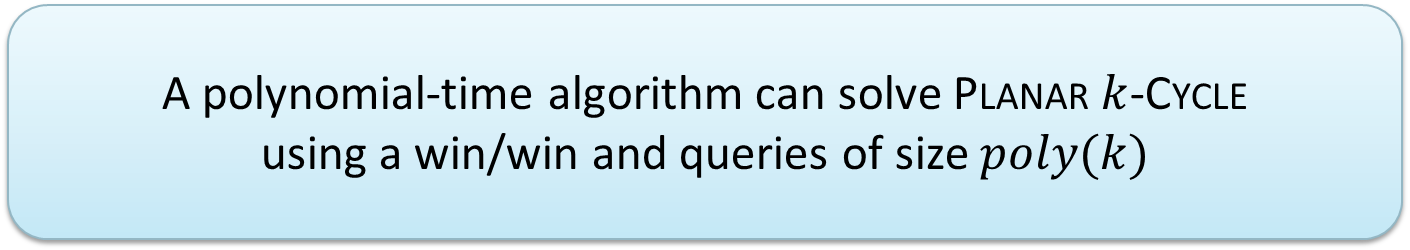 A polynomial-time algorithm can solve PLANAR k-CYCLE
using a win/win and queries of size poly(k)